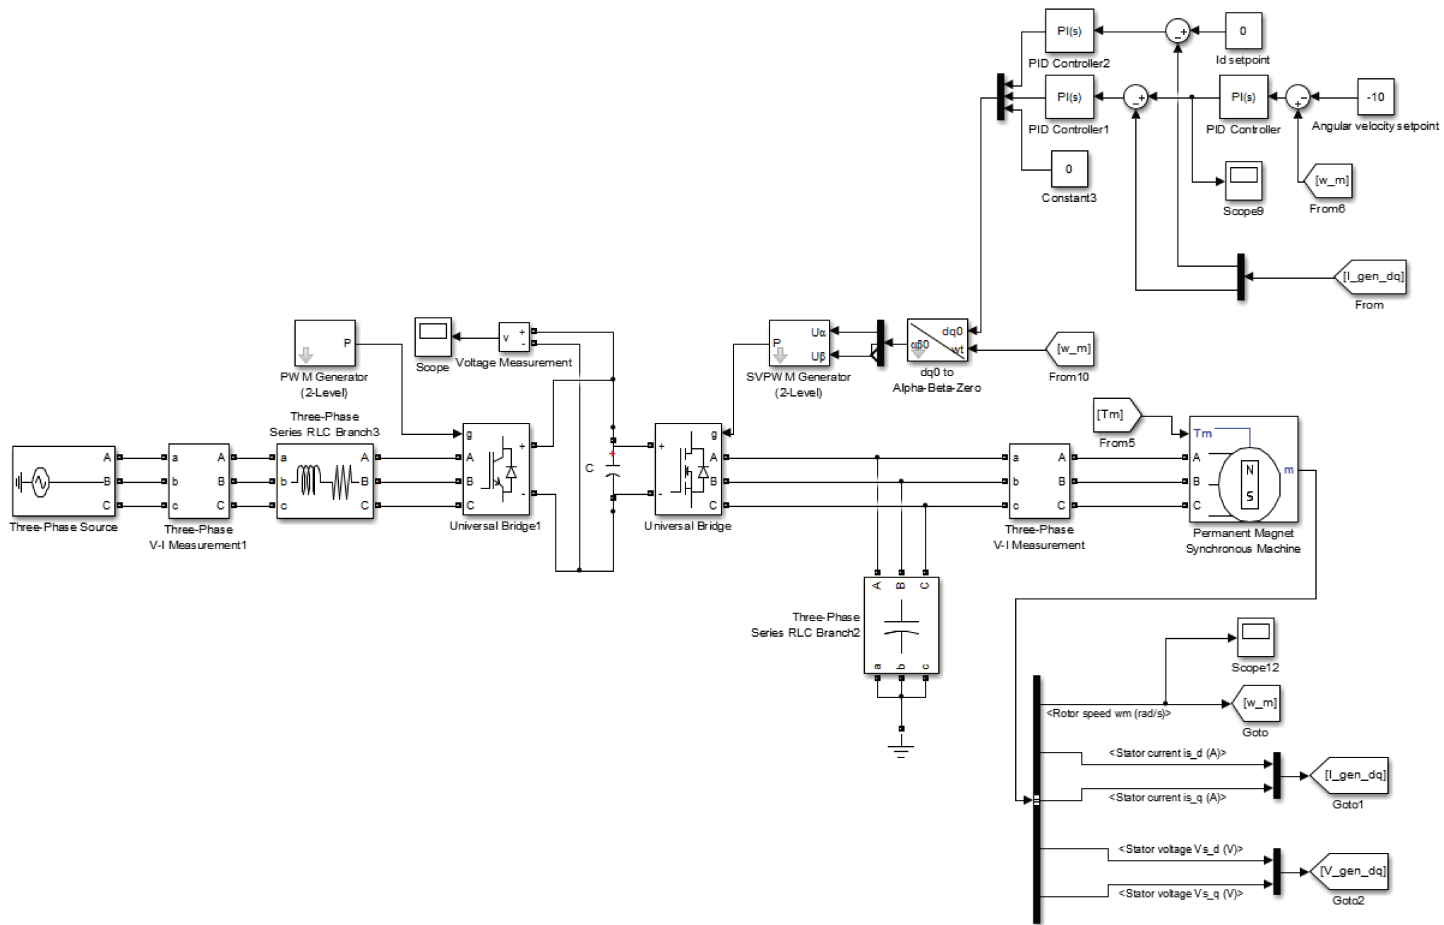 PI(s)
PID Controller2
0
Id setpoint
PI(s)
PID Controller1
PI(s)
PID Controller
-10
Angular velocity setpoint
0
Constant3
Scope9
[w_m]
From6
[I_gen_dq]
From
P
PWM Generator
(2-Level)
Scope
v
+
-
Voltage Measurement
P
Uα
Uβ
SVPWM Generator
(2-Level)
dq0
αβ0
wt
dq0 to
Alpha-Beta-Zero
[w_m]
From10
[Tm]
From5
A
B
C
Three-Phase Source
a
b
c
A
B
C
Three-Phase
V-I Measurement1
Three-Phase
Series RLC Branch3
a
b
c
A
B
C
g
A
B
C
+
-
Universal Bridge1
C
+
g
+
-
A
B
C
Universal Bridge
a
b
c
A
B
C
Three-Phase
V-I Measurement
Tm
A
B
C
N
S
m
Permanent Magnet
Synchronous Machine
A
B
C
a
b
c
Three-Phase
Series RLC Branch2
Scope12
<Rotor speed wm (rad/s)>
[w_m]
Goto
<Stator current is_d (A)>
<Stator current is_q (A)>
[I_gen_dq]
Goto1
<Stator voltage Vs_d (V)>
<Stator voltage Vs_q (V)>
[V_gen_dq]
Goto2